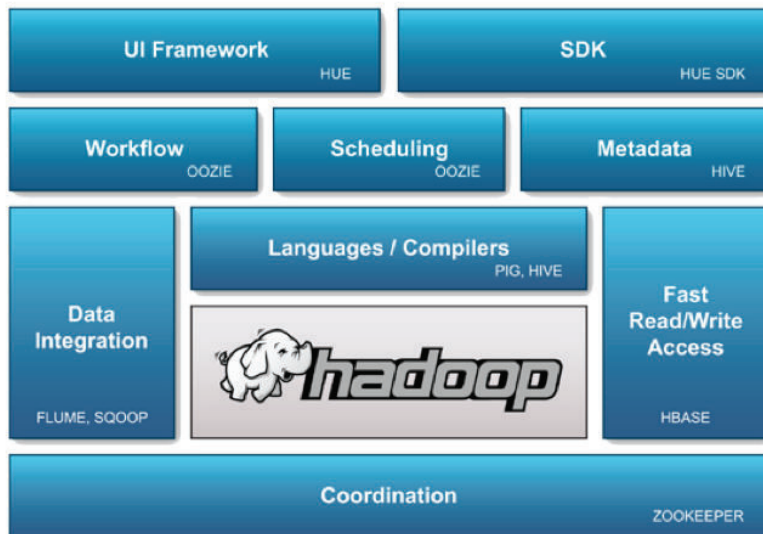 UI Framework
HUE
SDK
HUE SDK
Workflow
OOZIE
Scheduling
OOZIE
Metadata
HIVE
Data
Integration
FLUME, SQOOP
Languages / Compilers
PIG, HIVE
hadoop
Fast
Read/Write
Access
HBASE
Coordination
ZOOKEEPER